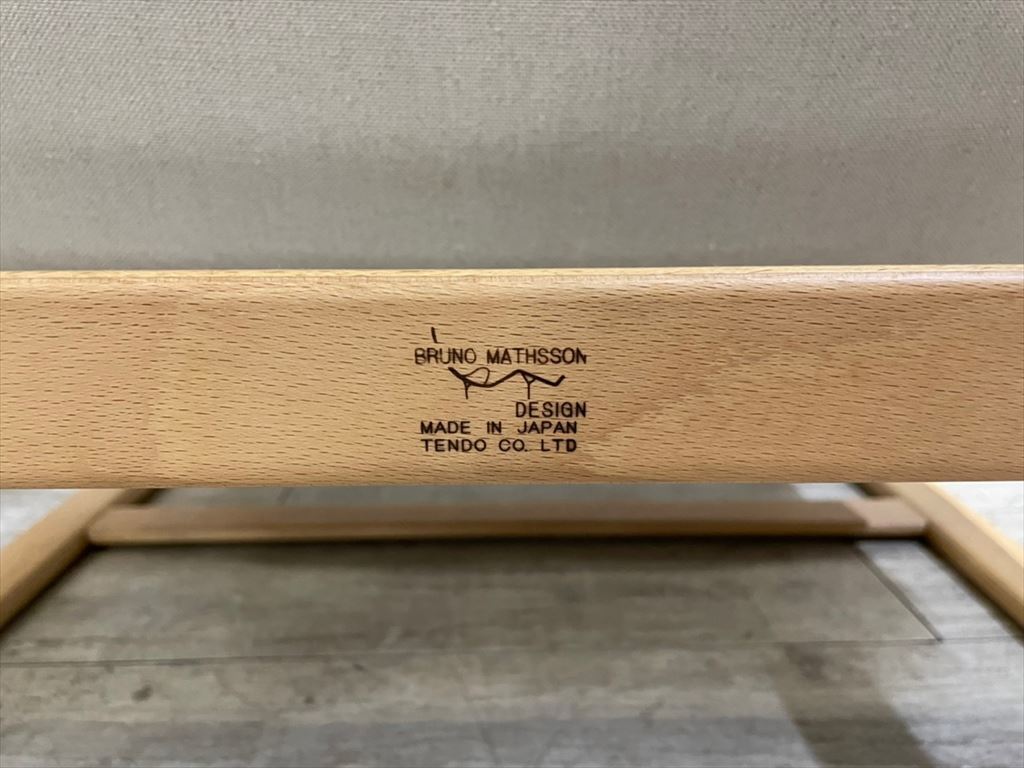 BRUNO MATHSSON
DESIGN
MADE IN JAPAN
TENDO CO. LTD